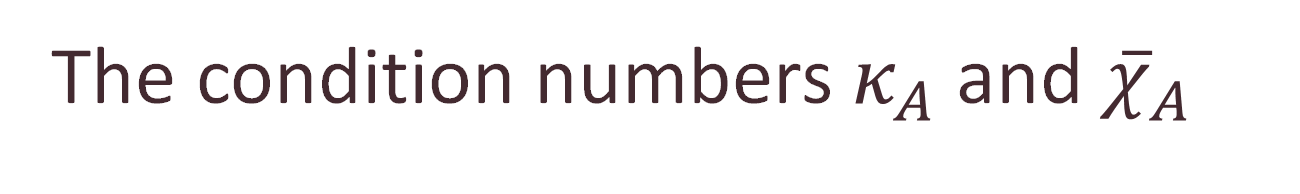 The condition numbers κ_A and χ̄_A